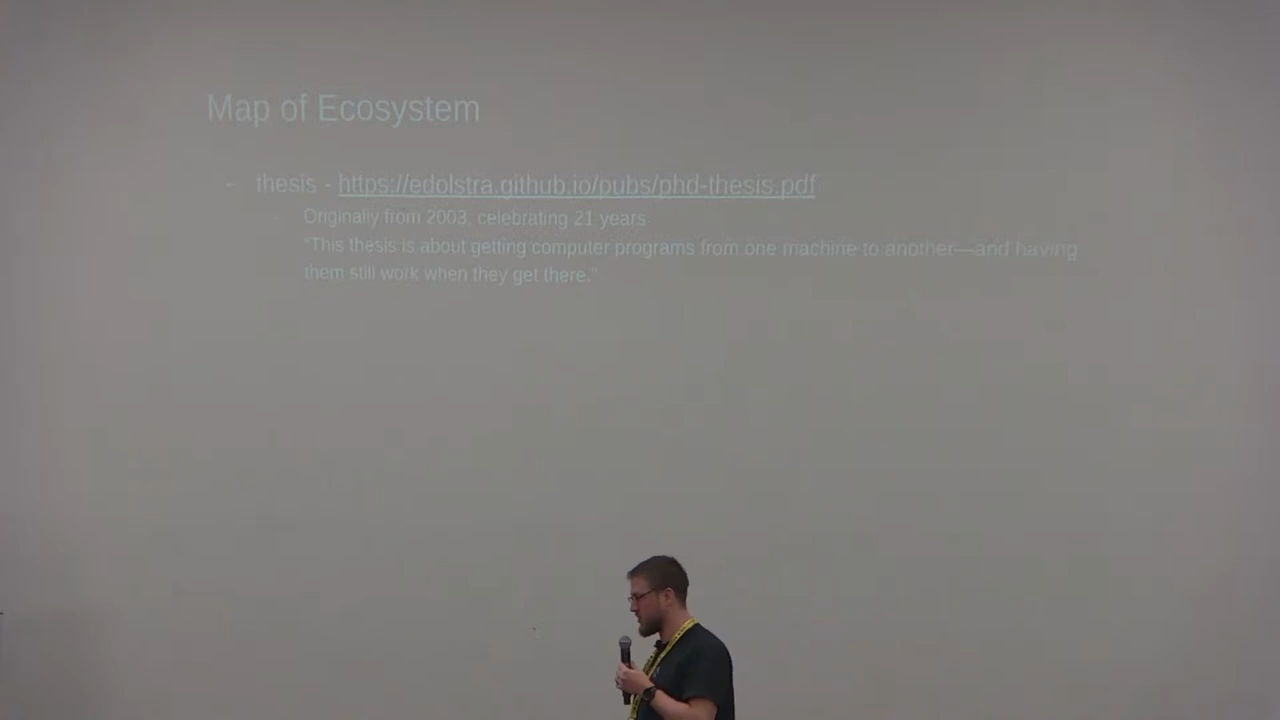 Map of Ecosystem
- thesis - https://edolstra.github.io/pubs/phd-thesis.pdf
- Originally from 2003, celebrating 21 years
"This thesis is about getting computer programs from one machine to another—and having
them still work when they get there."